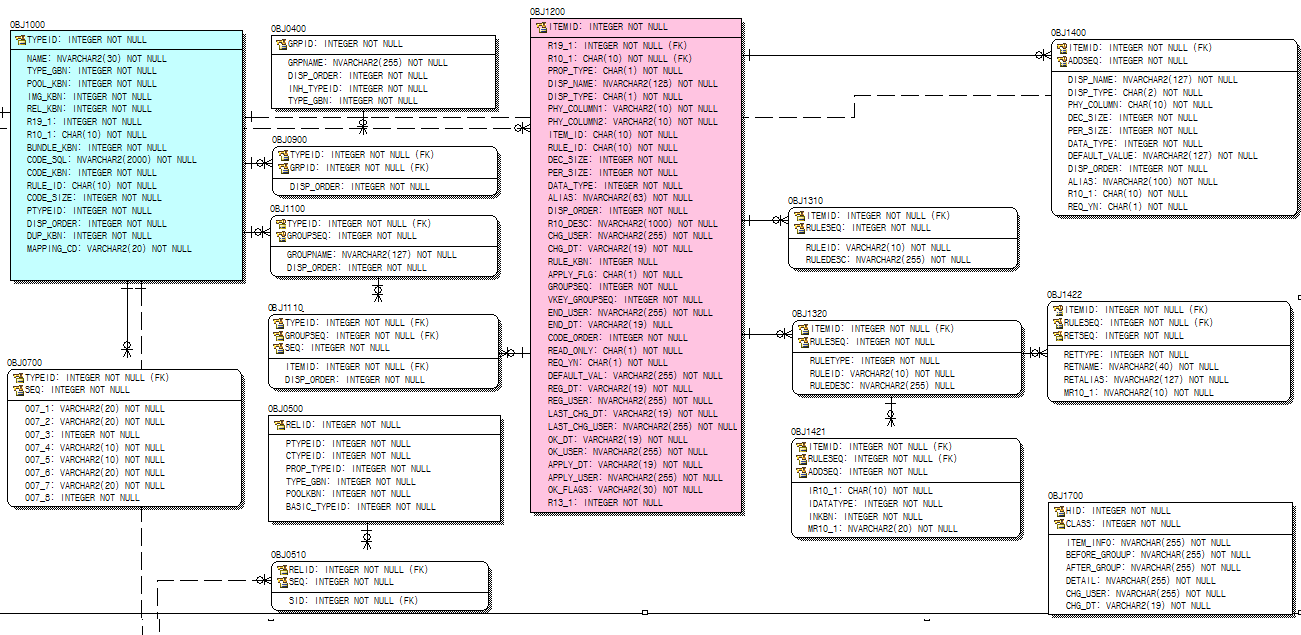 OBJ1000
TYPEID: INTEGER NOT NULL
NAME: NVARCHAR2(30) NOT NULL
TYPE_GBN: INTEGER NOT NULL
POOL_KBN: INTEGER NOT NULL
IMG_KBN: INTEGER NOT NULL
REL_KBN: INTEGER NOT NULL
R19_1: INTEGER NOT NULL
R10_1: CHAR(10) NOT NULL
BUNDLE_KBN: INTEGER NOT NULL
CODE_SQL: NVARCHAR2(2000) NOT NULL
CODE_KBN: INTEGER NOT NULL
RULE_ID: CHAR(10) NOT NULL
CODE_SIZE: INTEGER NOT NULL
PTYPEID: INTEGER NOT NULL
DISP_ORDER: INTEGER NOT NULL
DUP_KBN: INTEGER NOT NULL
MAPPING_CD: VARCHAR2(20) NOT NULL
OBJ0700
TYPEID: INTEGER NOT NULL (FK)
SEQ: INTEGER NOT NULL
007_1: VARCHAR2(20) NOT NULL
007_2: VARCHAR2(20) NOT NULL
007_3: INTEGER NOT NULL
007_4: VARCHAR2(10) NOT NULL
007_5: VARCHAR2(10) NOT NULL
007_6: VARCHAR2(20) NOT NULL
007_7: VARCHAR2(20) NOT NULL
007_8: INTEGER NOT NULL
OBJ0400
GRPID: INTEGER NOT NULL
GRPNAME: NVARCHAR2(255) NOT NULL
DISP_ORDER: INTEGER NOT NULL
INH_TYPEID: INTEGER NOT NULL
TYPE_GBN: INTEGER NOT NULL
OBJ0900
TYPEID: INTEGER NOT NULL (FK)
GRPID: INTEGER NOT NULL (FK)
DISP_ORDER: INTEGER NOT NULL
OBJ1100
TYPEID: INTEGER NOT NULL (FK)
GROUPSEQ: INTEGER NOT NULL
GROUPNAME: NVARCHAR2(127) NOT NULL
DISP_ORDER: INTEGER NOT NULL
OBJ1110
TYPEID: INTEGER NOT NULL (FK)
GROUPSEQ: INTEGER NOT NULL (FK)
SEQ: INTEGER NOT NULL
ITEMID: INTEGER NOT NULL (FK)
DISP_ORDER: INTEGER NOT NULL
OBJ0500
RELID: INTEGER NOT NULL
PTYPEID: INTEGER NOT NULL
CTYPEID: INTEGER NOT NULL
PROP_TYPEID: INTEGER NOT NULL
TYPE_GBN: INTEGER NOT NULL
POOLKBN: INTEGER NOT NULL
BASIC_TYPEID: INTEGER NOT NULL
OBJ0510
RELID: INTEGER NOT NULL (FK)
SEQ: INTEGER NOT NULL
SID: INTEGER NOT NULL (FK)
OBJ1200
ITEMID: INTEGER NOT NULL
R19_1: INTEGER NOT NULL (FK)
R10_1: CHAR(10) NOT NULL (FK)
PROP_TYPE: CHAR(1) NOT NULL
DISP_NAME: NVARCHAR2(128) NOT NULL
DISP_TYPE: CHAR(1) NOT NULL
PHY_COLUMN1: VARCHAR2(10) NOT NULL
PHY_COLUMN2: VARCHAR2(10) NOT NULL
ITEM_ID: CHAR(10) NOT NULL
RULE_ID: CHAR(10) NOT NULL
DEC_SIZE: INTEGER NOT NULL
PER_SIZE: INTEGER NOT NULL
DATA_TYPE: INTEGER NOT NULL
ALIAS: NVARCHAR2(63) NOT NULL
DISP_ORDER: INTEGER NOT NULL
R10_DESC: NVARCHAR2(1000) NOT NULL
CHG_USER: NVARCHAR2(255) NOT NULL
CHG_DT: VARCHAR2(19) NOT NULL
RULE_KBN: INTEGER NULL
APPLY_FLG: CHAR(1) NOT NULL
GROUPSEQ: INTEGER NOT NULL
VKEY_GROUPSEQ: INTEGER NOT NULL
END_USER: NVARCHAR2(255) NOT NULL
END_DT: VARCHAR2(19) NULL
CODE_ORDER: INTEGER NOT NULL
READ_ONLY: CHAR(1) NOT NULL
REQ_YN: CHAR(1) NOT NULL
DEFAULT_VAL: VARCHAR2(255) NOT NULL
REG_DT: VARCHAR2(19) NOT NULL
REG_USER: NVARCHAR2(255) NOT NULL
LAST_CHG_DT: VARCHAR2(19) NOT NULL
LAST_CHG_USER: NVARCHAR2(255) NOT NULL
OK_DT: VARCHAR2(19) NOT NULL
OK_USER: NVARCHAR2(255) NOT NULL
APPLY_DT: VARCHAR2(19) NOT NULL
APPLY_USER: NVARCHAR2(255) NOT NULL
OK_FLAGS: VARCHAR2(30) NOT NULL
R13_1: INTEGER NOT NULL
OBJ1310
ITEMID: INTEGER NOT NULL (FK)
RULESEQ: INTEGER NOT NULL
RULEID: VARCHAR2(10) NOT NULL
RULEDESC: NVARCHAR2(255) NOT NULL
OBJ1320
ITEMID: INTEGER NOT NULL (FK)
RULESEQ: INTEGER NOT NULL
RULETYPE: INTEGER NOT NULL
RULEID: VARCHAR2(10) NOT NULL
RULEDESC: NVARCHAR2(255) NOT NULL
OBJ1421
ITEMID: INTEGER NOT NULL (FK)
RULESEQ: INTEGER NOT NULL (FK)
ADDSEQ: INTEGER NOT NULL
IR10_1: CHAR(10) NOT NULL
IDATATYPE: INTEGER NOT NULL
INKBN: INTEGER NOT NULL
MR10_1: NVARCHAR2(20) NOT NULL
OBJ1400
ITEMID: INTEGER NOT NULL (FK)
ADDSEQ: INTEGER NOT NULL
DISP_NAME: NVARCHAR2(127) NOT NULL
DISP_TYPE: CHAR(2) NOT NULL
PHY_COLUMN: CHAR(10) NOT NULL
DEC_SIZE: INTEGER NOT NULL
PER_SIZE: INTEGER NOT NULL
DATA_TYPE: INTEGER NOT NULL
DEFAULT_VALUE: NVARCHAR2(127) NOT NULL
DISP_ORDER: INTEGER NOT NULL
ALIAS: NVARCHAR2(100) NOT NULL
R10_1: CHAR(10) NOT NULL
REQ_YN: CHAR(1) NOT NULL
OBJ1422
ITEMID: INTEGER NOT NULL (FK)
RULESEQ: INTEGER NOT NULL (FK)
RETSEQ: INTEGER NOT NULL
RETTYPE: INTEGER NOT NULL
RETNAME: VARCHAR2(40) NOT NULL
RETALIAS: NVARCHAR2(127) NOT NULL
MR10_1: NVARCHAR2(10) NOT NULL
OBJ1700
HID: INTEGER NOT NULL
CLASS: INTEGER NOT NULL
ITEM_INFO: NVARCHAR(255) NOT NULL
BEFORE_GROUUP: NVARCHAR(255) NOT NULL
AFTER_GROUP: NVARCHAR(255) NOT NULL
DETAIL: NVARCHAR(255) NOT NULL
CHG_USER: NVARCHAR(255) NOT NULL
CHG_DT: VARCHAR2(19) NOT NULL